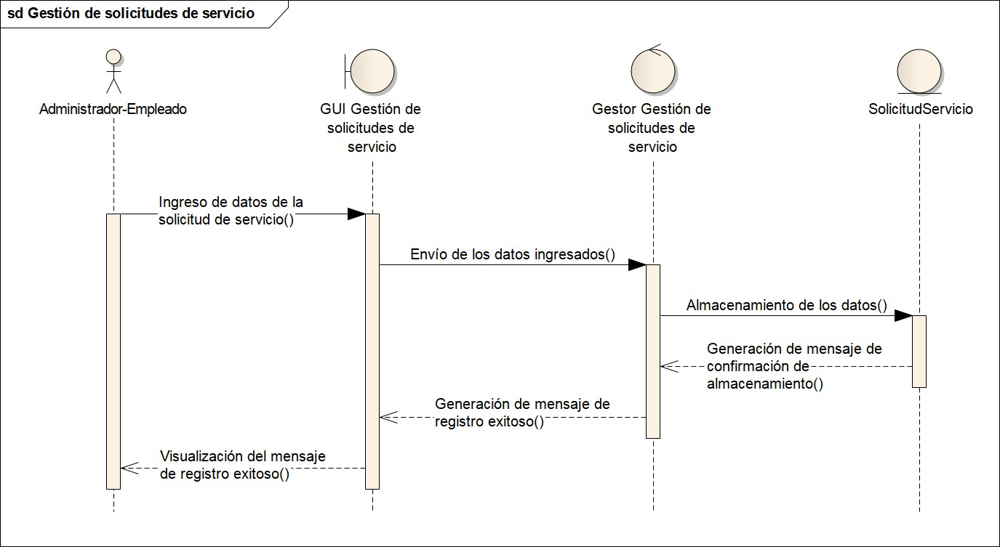 sd Gestión de solicitudes de servicio
Administrador-Empleado
GUI Gestión de
solicitudes de
servicio
Gestor Gestión de
solicitudes de
servicio
SolicitudServicio
Ingreso de datos de la
solicitud de servicio()
Envío de los datos ingresados()
Almacenamiento de los datos()
Generación de mensaje de
confirmación de
almacenamiento()
Generación de mensaje de
registro exitoso()
Visualización del mensaje
de registro exitoso()